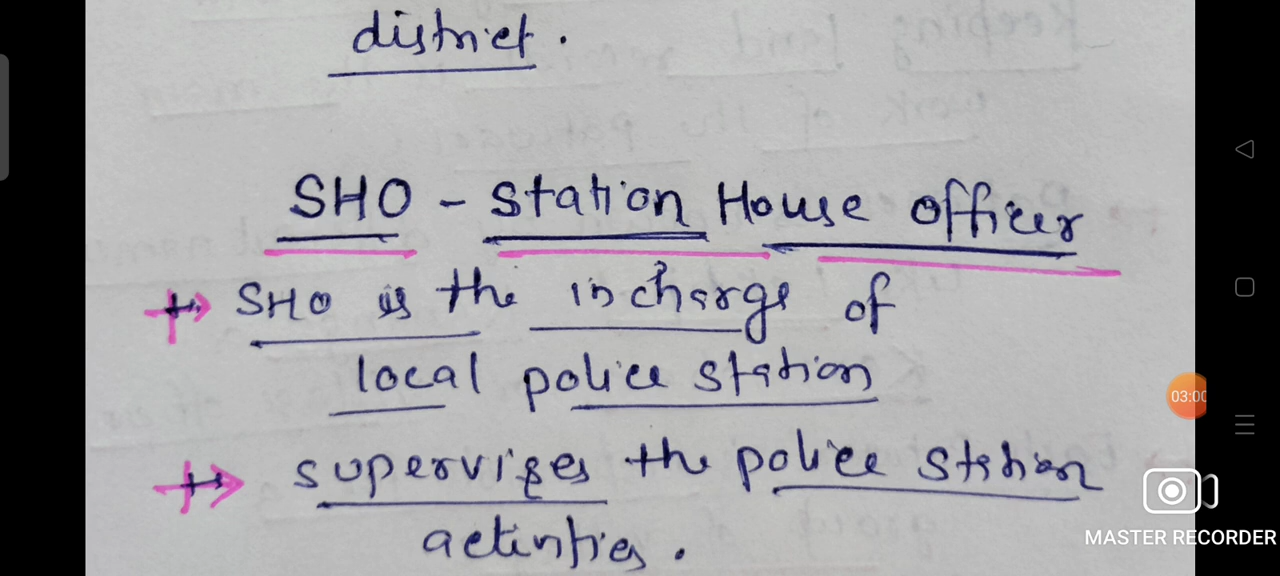 district.
SHO - Station House officer
SHO is the incharge of
local police station
supervises the police station
activities.
03:00
MASTER RECORDER